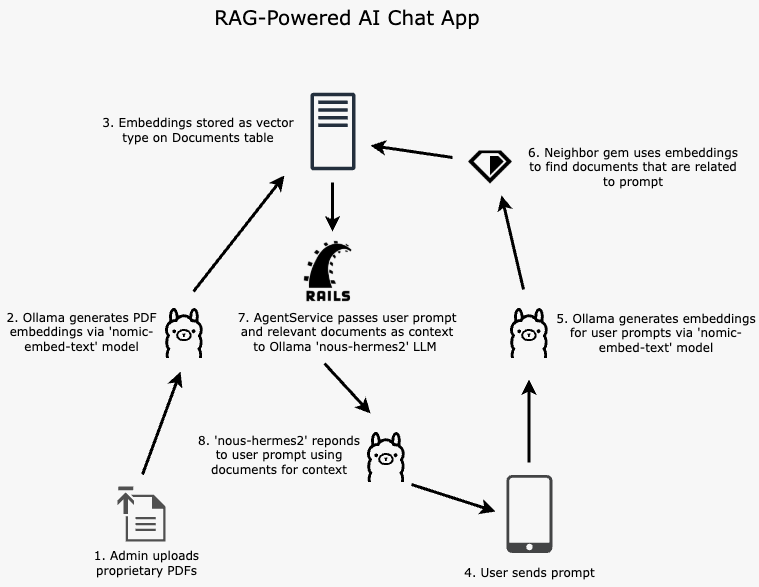 RAG-Powered AI Chat App
3. Embeddings stored as vector
type on Documents table
6. Neighbor gem uses embeddings
to find documents that are related
to prompt
RAILS
2. Ollama generates PDF
embeddings via 'nomic-
embed-text' model
7. AgentService passes user prompt
and relevant documents as context
to Ollama 'nous-hermes2' LLM
5. Ollama generates embeddings
for user prompts via 'nomic-
embed-text' model
8. 'nous-hermes2' reponds
to user prompt using
documents for context
1. Admin uploads
proprietary PDFs
4. User sends prompt